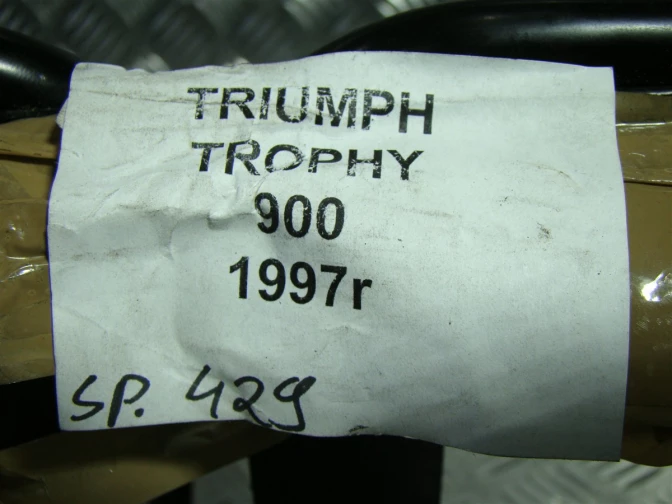 TRIUMPH
TROPHY
900
1997r
SP. 429